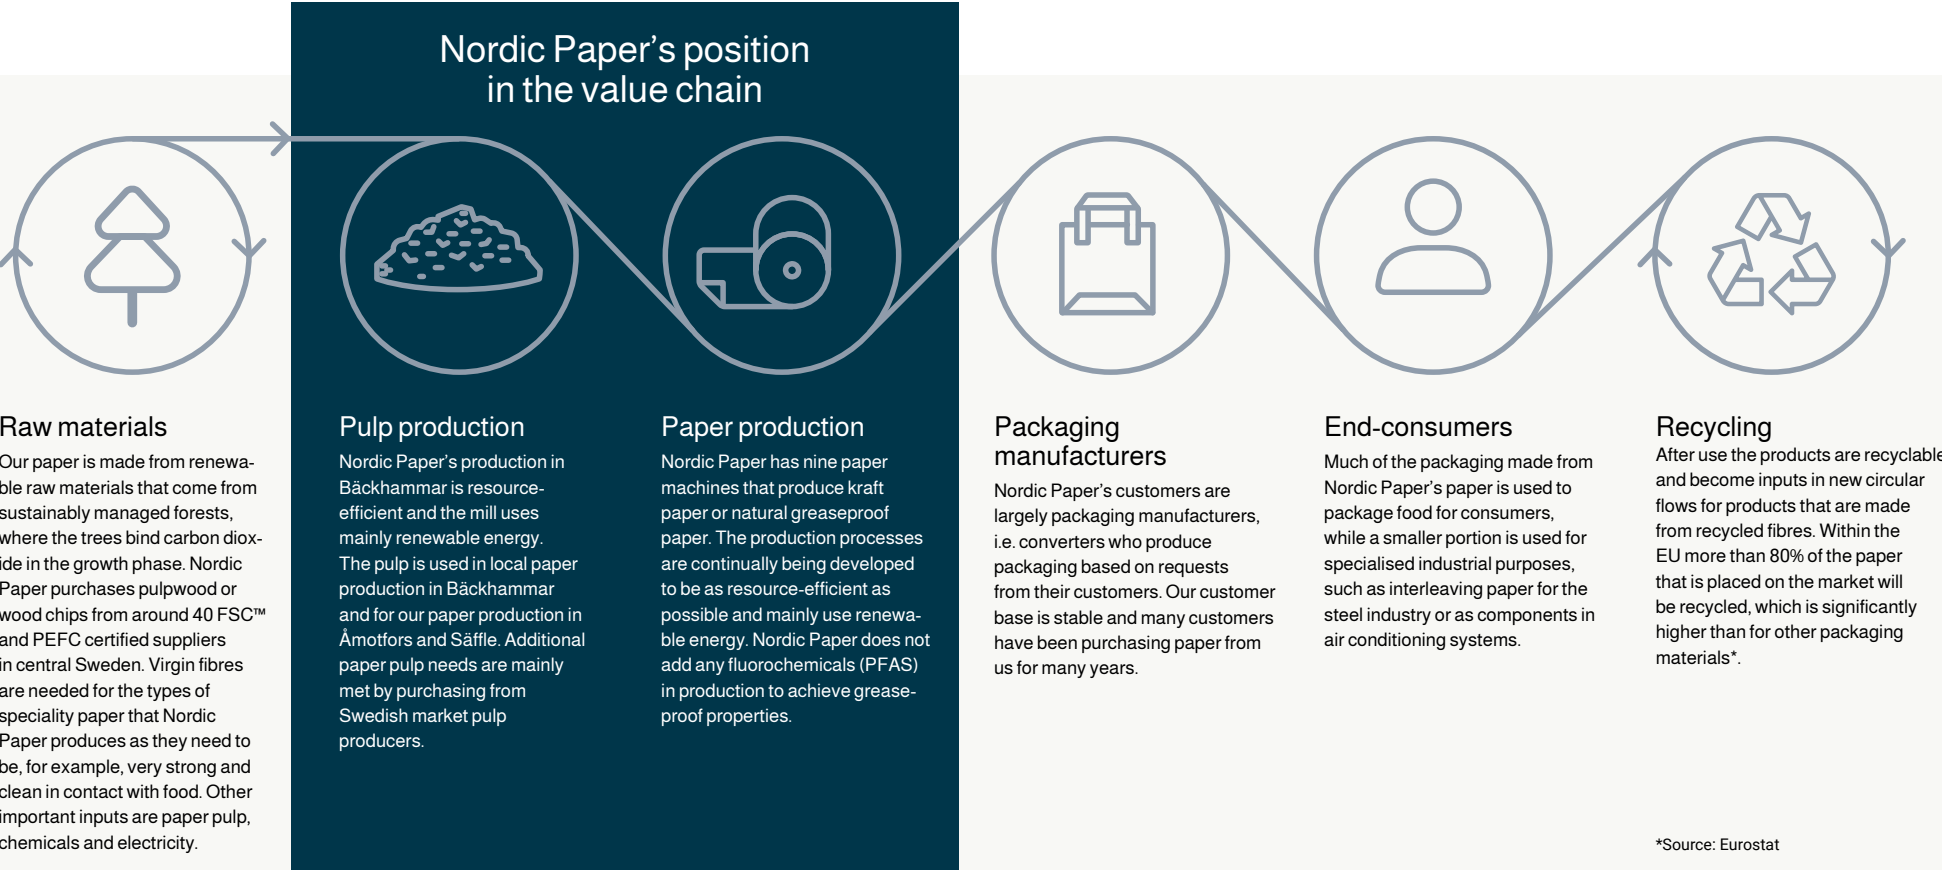 Nordic Paper's position
in the value chain
Raw materials
Our paper is made from renewa-
ble raw materials that come from
sustainably managed forests,
where the trees bind carbon diox-
ide in the growth phase. Nordic
Paper purchases pulpwood or
wood chips from around 40 FSC™
and PEFC certified suppliers
in central Sweden. Virgin fibres
are needed for the types of
speciality paper that Nordic
Paper produces as they need to
be, for example, very strong and
clean in contact with food. Other
important inputs are paper pulp,
chemicals and electricity.
Pulp production
Nordic Paper's production in
Bäckhammar is resource-
efficient and the mill uses
mainly renewable energy.
The pulp is used in local paper
production in Bäckhammar
and for our paper production in
Åmotfors and Säffle. Additional
paper pulp needs are mainly
met by purchasing from
Swedish market pulp
producers.
Paper production
Nordic Paper has nine paper
machines that produce kraft
paper or natural greaseproof
paper. The production processes
are continually being developed
to be as resource-efficient as
possible and mainly use renewa-
ble energy. Nordic Paper does not
add any fluorochemicals (PFAS)
in production to achieve grease-
proof properties.
Packaging
manufacturers
Nordic Paper's customers are
largely packaging manufacturers,
i.e. converters who produce
packaging based on requests
from their customers. Our customer
base is stable and many customers
have been purchasing paper from
us for many years.
End-consumers
Much of the packaging made from
Nordic Paper's paper is used to
package food for consumers,
while a smaller portion is used for
specialised industrial purposes,
such as interleaving paper for the
steel industry or as components in
air conditioning systems.
Recycling
After use the products are recyclable
and become inputs in new circular
flows for products that are made
from recycled fibres. Within the
EU more than 80% of the paper
that is placed on the market will
be recycled, which is significantly
higher than for other packaging
materials*.
*Source: Eurostat